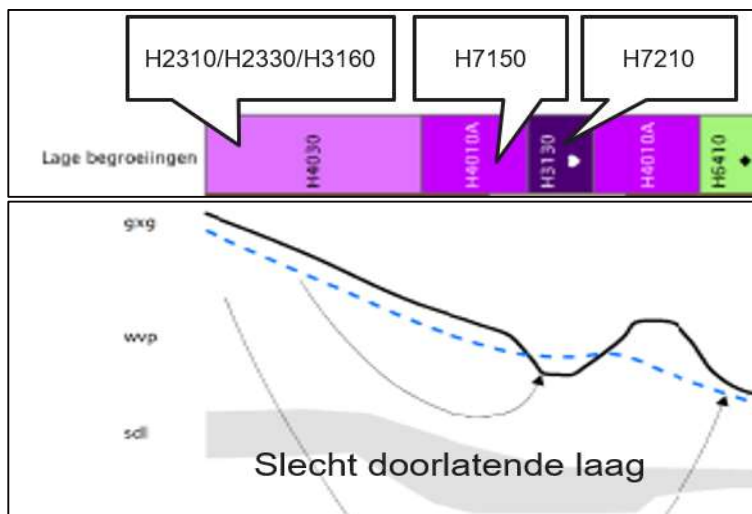 H2310/H2330/H3160
H7150
H7210
Lage begroeiingen
H4030
H4010A
H3130
H4010A
H6410
gxg
wvp
sdl
Slecht doorlatende laag